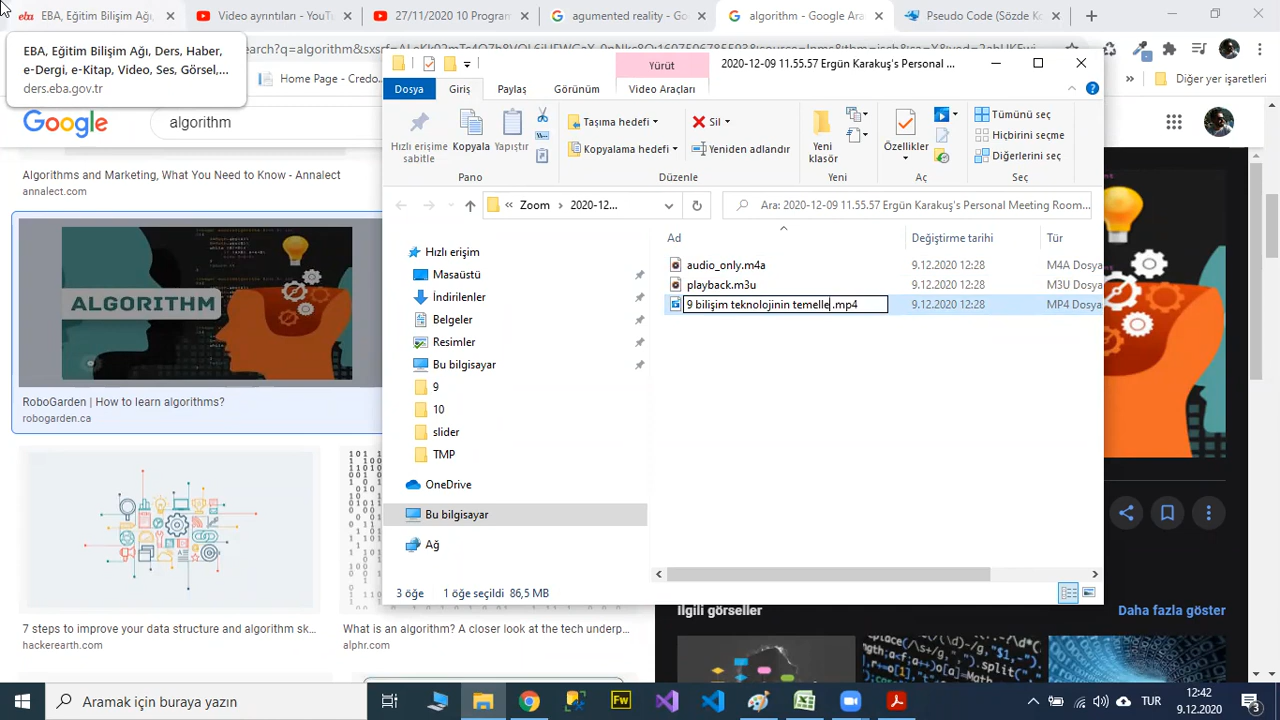 EBA, Eğitim Bilişim Ağı,
Video ayrıntıları - YouT
27/11/2020 10 Program
agumented reality - Goog
algorithm - Google Ara
Pseudo Code (Sözde Ko
EBA, Eğitim Bilişim Ağı, Ders, Haber,
e-Dergi, e-Kitap, Video, Ses, Görsel,...
ders.eba.gov.tr
Home Page - Credo...
Diğer yer işaretleri
Google
algorithm
Algorithms and Marketing, What You Need to Know - Annalect
annalect.com
ALGORITHM
RoboGarden | How to learn algorithms?
robogarden.ca
7 steps to improve your data structure and algorithm sk...
hackerearth.com
What is an algorithm? A closer look at the tech underp...
alphr.com
İlgili görseller
Daha fazla göster
Yürüt
2020-12-09 11.55.57 Ergün Karakuş's Personal ...
Dosya
Giriş
Paylaş
Görünüm
Video Araçları
Hızlı erişime
sabitle
Kopyala
Yapıştır
Pano
Taşıma hedefi
Kopyalama hedefi
Sil
Yeniden adlandır
Düzenle
Yeni
klasör
Yeni
Özellikler
Aç
Tümünü seç
Hiçbirini seçme
Diğerlerini seç
Seç
« Zoom > 2020-12...
Ara: 2020-12-09 11.55.57 Ergün Karakuş's Personal Meeting Room...
Ad
Değiştirme tarihi
Tür
audio_only.m4a
9.12.2020 12:28
M4A Dosya
playback.m3u
9.12.2020 12:28
M3U Dosya
9 bilişim teknolojinin temelle.mp4
9.12.2020 12:28
MP4 Dosya
Hızlı erişim
Masaüstü
İndirilenler
Belgeler
Resimler
Bu bilgisayar
9
10
slider
TMP
OneDrive
Bu bilgisayar
Ağ
3 öğe
1 öğe seçildi 86,5 MB
Aramak için buraya yazın
Fw
TUR
12:42
9.12.2020
3